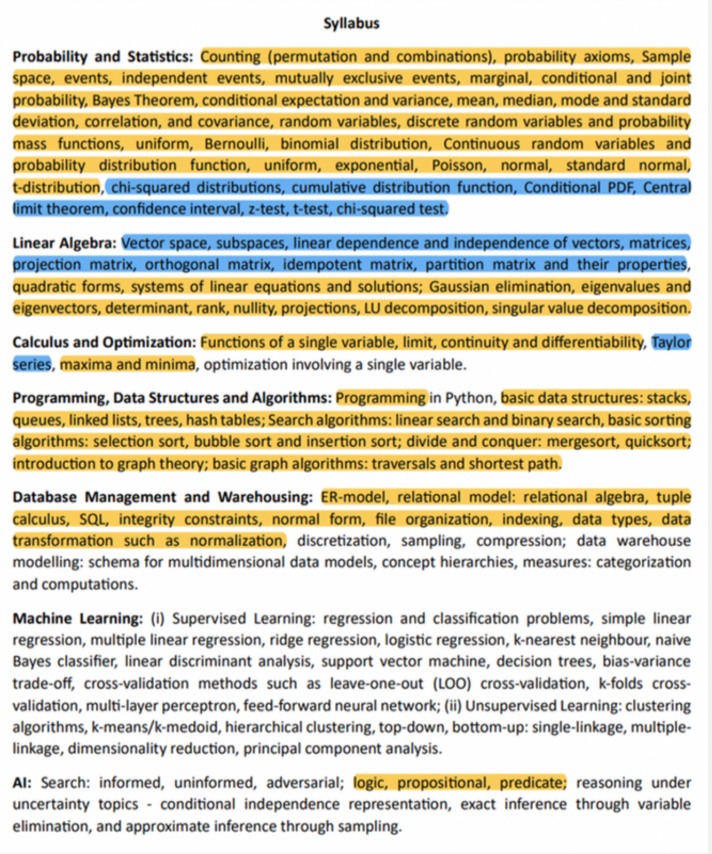 Syllabus
Probability and Statistics: Counting (permutation and combinations), probability axioms, Sample
space, events, independent events, mutually exclusive events, marginal, conditional and joint
probability, Bayes Theorem, conditional expectation and variance, mean, median, mode and standard
deviation, correlation, and covariance, random variables, discrete random variables and probability
mass functions, uniform, Bernoulli, binomial distribution, Continuous random variables and
probability distribution function, uniform, exponential, Poisson, normal, standard normal,
t-distribution, chi-squared distributions, cumulative distribution function, Conditional PDF, Central
limit theorem, confidence interval, z-test, t-test, chi-squared test.
Linear Algebra: Vector space, subspaces, linear dependence and independence of vectors, matrices,
projection matrix, orthogonal matrix, idempotent matrix, partition matrix and their properties,
quadratic forms, systems of linear equations and solutions; Gaussian elimination, eigenvalues and
eigenvectors, determinant, rank, nullity, projections, LU decomposition, singular value decomposition.
Calculus and Optimization: Functions of a single variable, limit, continuity and differentiability, Taylor
series, maxima and minima, optimization involving a single variable.
Programming, Data Structures and Algorithms: Programming in Python, basic data structures: stacks,
queues, linked lists, trees, hash tables; Search algorithms: linear search and binary search, basic sorting
algorithms: selection sort, bubble sort and insertion sort; divide and conquer: mergesort, quicksort;
introduction to graph theory; basic graph algorithms: traversals and shortest path.
Database Management and Warehousing: ER-model, relational model: relational algebra, tuple
calculus, SQL, integrity constraints, normal form, file organization, indexing, data types, data
transformation such as normalization, discretization, sampling, compression; data warehouse
modelling: schema for multidimensional data models, concept hierarchies, measures: categorization
and computations.
Machine Learning: (i) Supervised Learning: regression and classification problems, simple linear
regression, multiple linear regression, ridge regression, logistic regression, k-nearest neighbour, naive
Bayes classifier, linear discriminant analysis, support vector machine, decision trees, bias-variance
trade-off, cross-validation methods such as leave-one-out (LOO) cross-validation, k-folds cross-
validation, multi-layer perceptron, feed-forward neural network; (ii) Unsupervised Learning: clustering
algorithms, k-means/k-medoid, hierarchical clustering, top-down, bottom-up: single-linkage, multiple-
linkage, dimensionality reduction, principal component analysis.
AI: Search: informed, uninformed, adversarial; logic, propositional, predicate; reasoning under
uncertainty topics - conditional independence representation, exact inference through variable
elimination, and approximate inference through sampling.